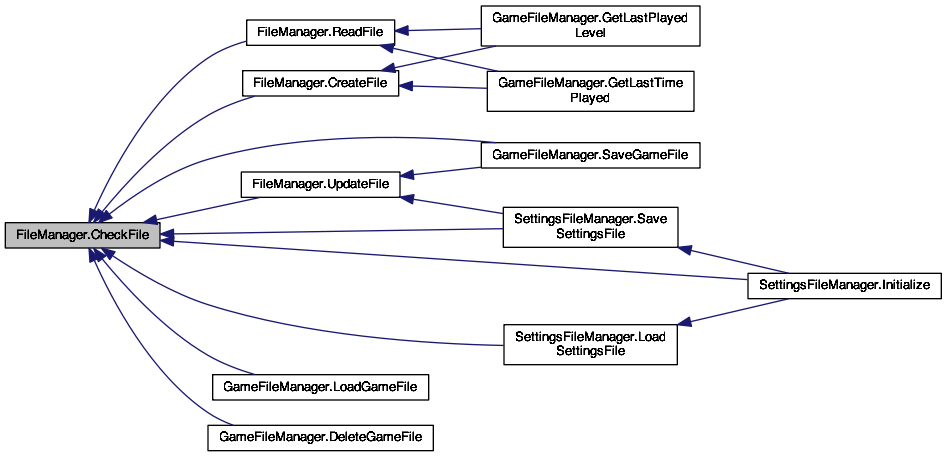 FileManager.ReadFile
GameFileManager.GetLastPlayed
Level
FileManager.CreateFile
GameFileManager.GetLastTime
Played
GameFileManager.SaveGameFile
FileManager.UpdateFile
FileManager.CheckFile
SettingsFileManager.Save
SettingsFile
SettingsFileManager.Initialize
SettingsFileManager.Load
SettingsFile
GameFileManager.LoadGameFile
GameFileManager.DeleteGameFile